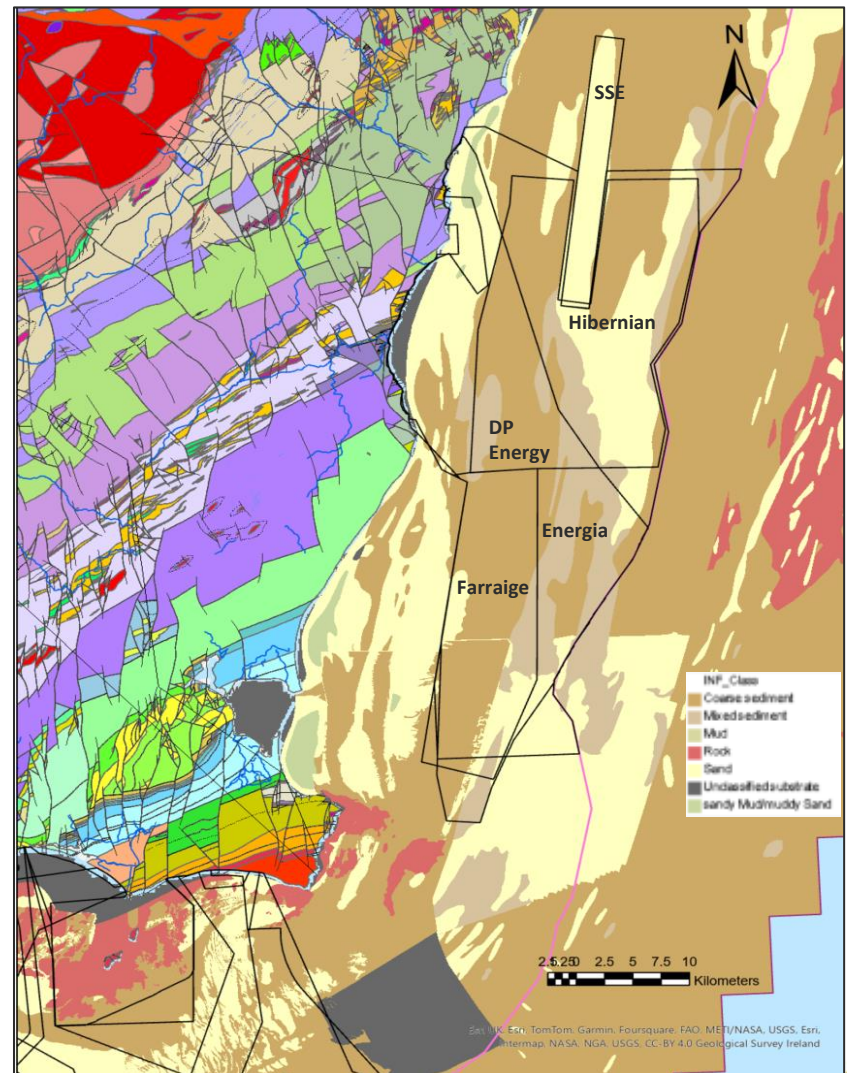 N
SSE
Hibernian
DP
Energy
Energia
Farraige
INF_Class
Coarse sediment
Mixed sediment
Mud
Rock
Sand
Unclassified substrate
sandy Mud/muddy Sand
0 2.5 5 7.5 10
Kilometers
Esri UK, Esri, TomTom, Garmin, Foursquare, FAO, METI/NASA, USGS, Esri,
Intermap, NASA, NGA, USGS, CC-BY 4.0 Geological Survey Ireland